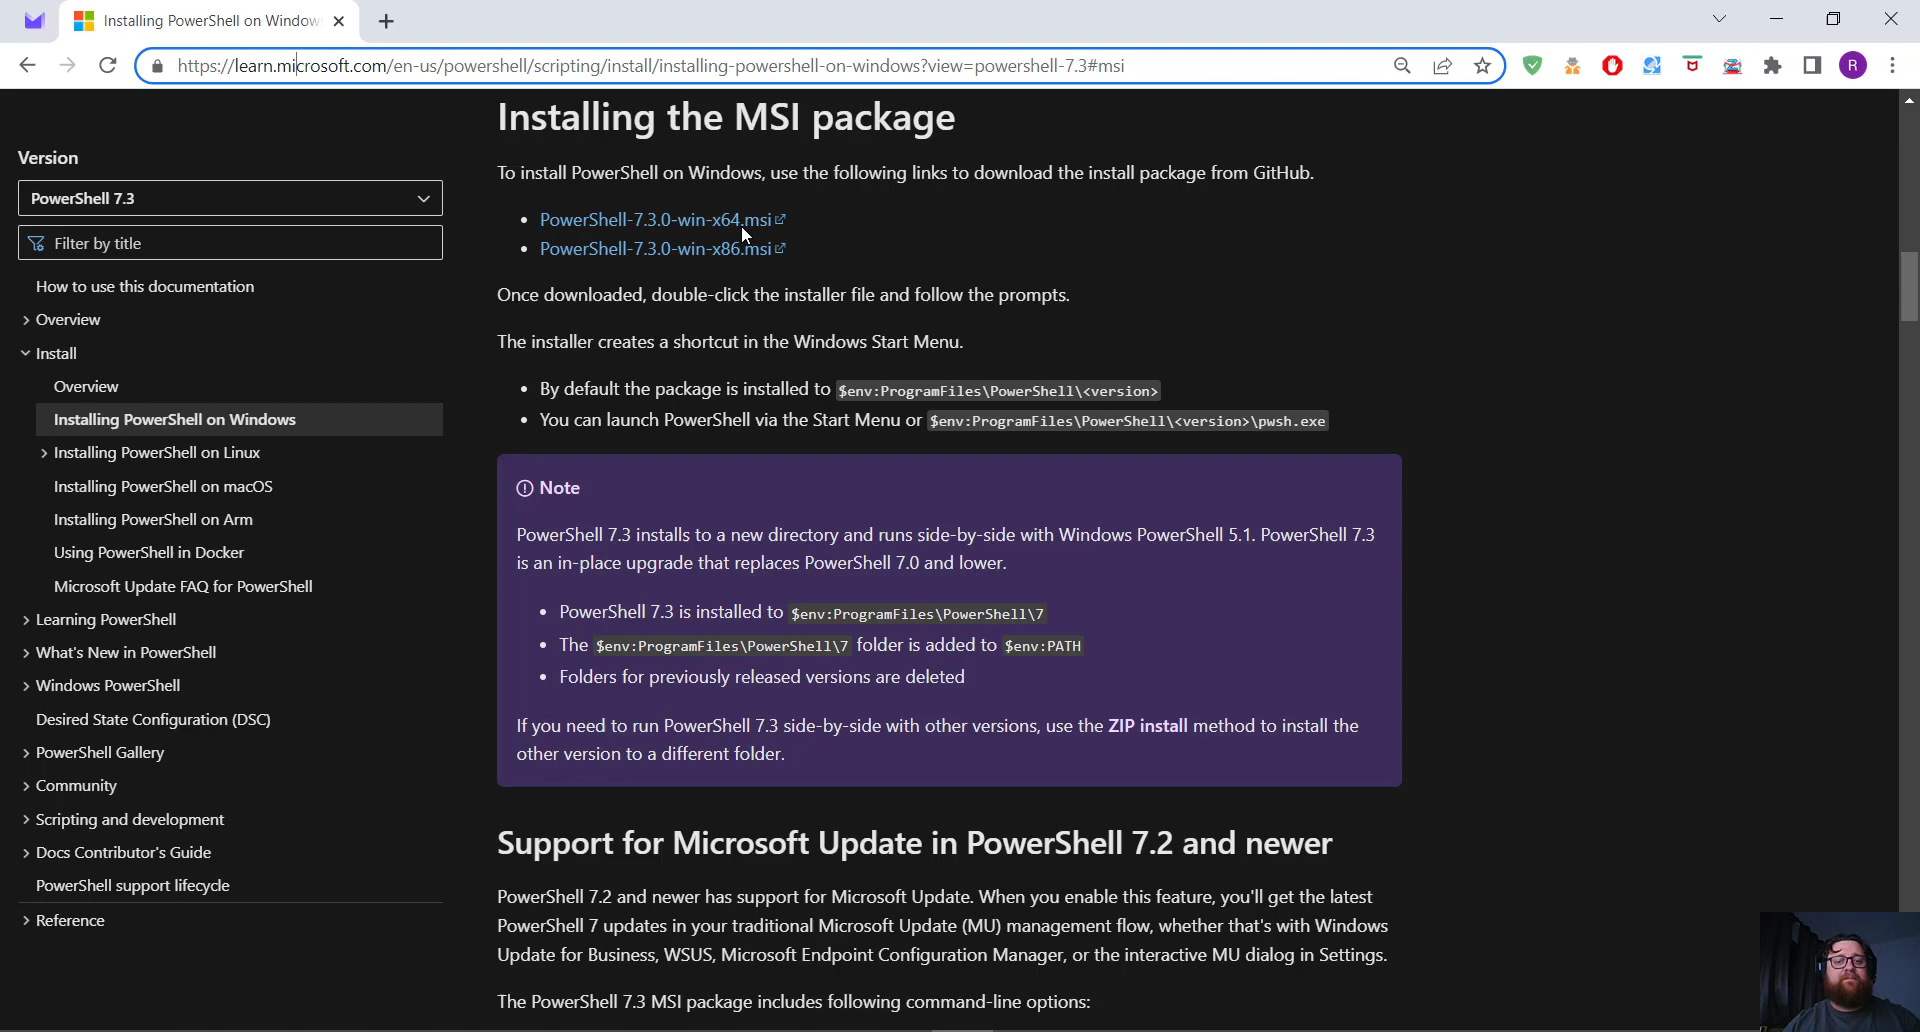 Installing PowerShell on Window
https://learn.microsoft.com/en-us/powershell/scripting/install/installing-powershell-on-windows?view=powershell-7.3#msi
R
Version
PowerShell 7.3
Filter by title
How to use this documentation
Overview
Install
Overview
Installing PowerShell on Windows
Installing PowerShell on Linux
Installing PowerShell on macOS
Installing PowerShell on Arm
Using PowerShell in Docker
Microsoft Update FAQ for PowerShell
Learning PowerShell
What's New in PowerShell
Windows PowerShell
Desired State Configuration (DSC)
PowerShell Gallery
Community
Scripting and development
Docs Contributor's Guide
PowerShell support lifecycle
Reference
Installing the MSI package
To install PowerShell on Windows, use the following links to download the install package from GitHub.
• PowerShell-7.3.0-win-x64.msi
• PowerShell-7.3.0-win-x86.msi
Once downloaded, double-click the installer file and follow the prompts.
The installer creates a shortcut in the Windows Start Menu.
• By default the package is installed to $env:ProgramFiles\PowerShell\<version>
• You can launch PowerShell via the Start Menu or $env:ProgramFiles\PowerShell\<version>\pwsh.exe
Note
PowerShell 7.3 installs to a new directory and runs side-by-side with Windows PowerShell 5.1. PowerShell 7.3
is an in-place upgrade that replaces PowerShell 7.0 and lower.
• PowerShell 7.3 is installed to $env:ProgramFiles\PowerShell\7
• The $env:ProgramFiles\PowerShell\7 folder is added to $env:PATH
• Folders for previously released versions are deleted
If you need to run PowerShell 7.3 side-by-side with other versions, use the ZIP install method to install the
other version to a different folder.
Support for Microsoft Update in PowerShell 7.2 and newer
PowerShell 7.2 and newer has support for Microsoft Update. When you enable this feature, you'll get the latest
PowerShell 7 updates in your traditional Microsoft Update (MU) management flow, whether that's with Windows
Update for Business, WSUS, Microsoft Endpoint Configuration Manager, or the interactive MU dialog in Settings.
The PowerShell 7.3 MSI package includes following command-line options: